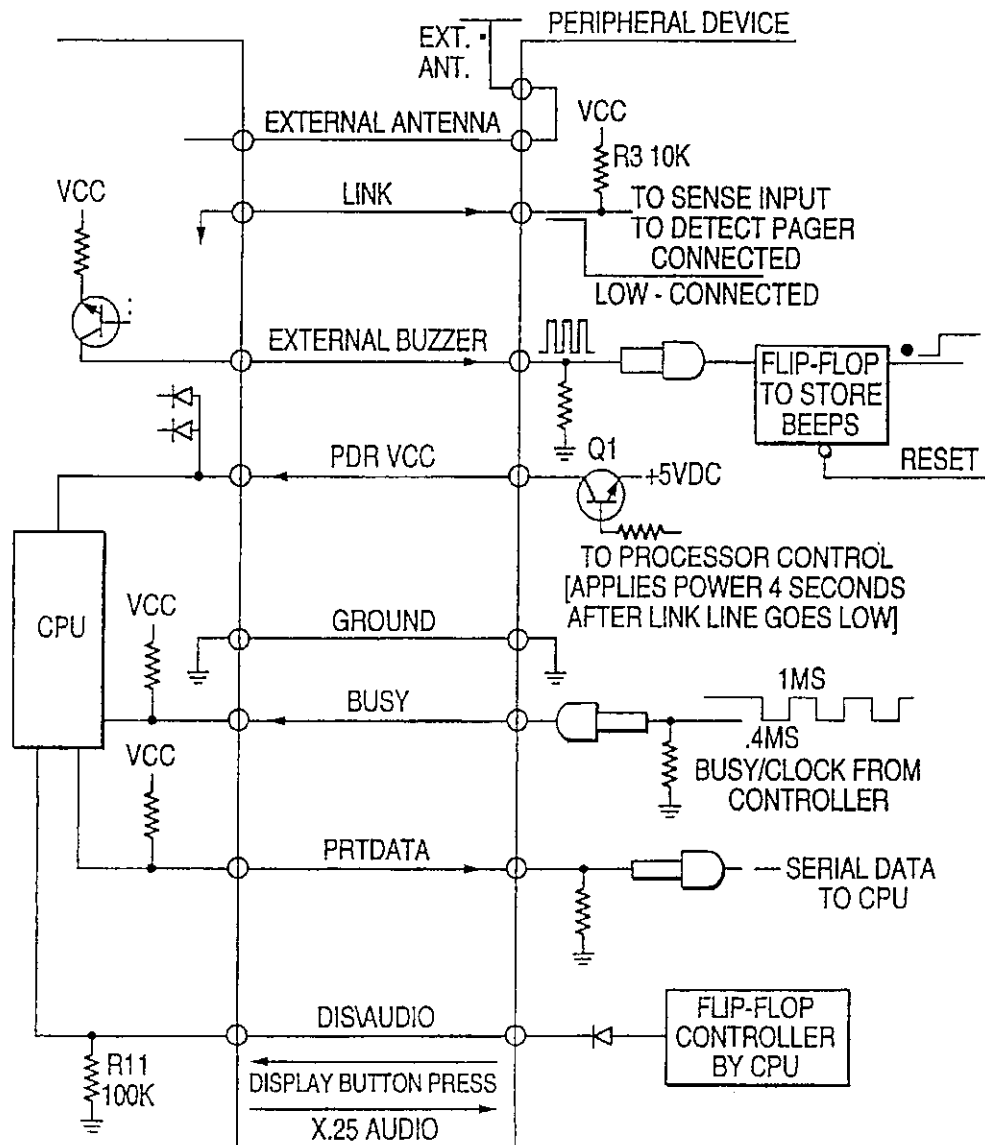 PERIPHERAL DEVICE
EXT.
ANT.
EXTERNAL ANTENNA
VCC
R3 10K
VCC
LINK
TO SENSE INPUT
TO DETECT PAGER
CONNECTED
LOW - CONNECTED
EXTERNAL BUZZER
FLIP-FLOP
TO STORE
BEEPS
RESET
PDR VCC
Q1
+5VDC
TO PROCESSOR CONTROL
[APPLIES POWER 4 SECONDS
AFTER LINK LINE GOES LOW]
CPU
VCC
GROUND
BUSY
1MS
.4MS
BUSY/CLOCK FROM
CONTROLLER
VCC
PRTDATA
SERIAL DATA
TO CPU
DIS\AUDIO
FLIP-FLOP
CONTROLLER
BY CPU
R11
100K
DISPLAY BUTTON PRESS
X.25 AUDIO